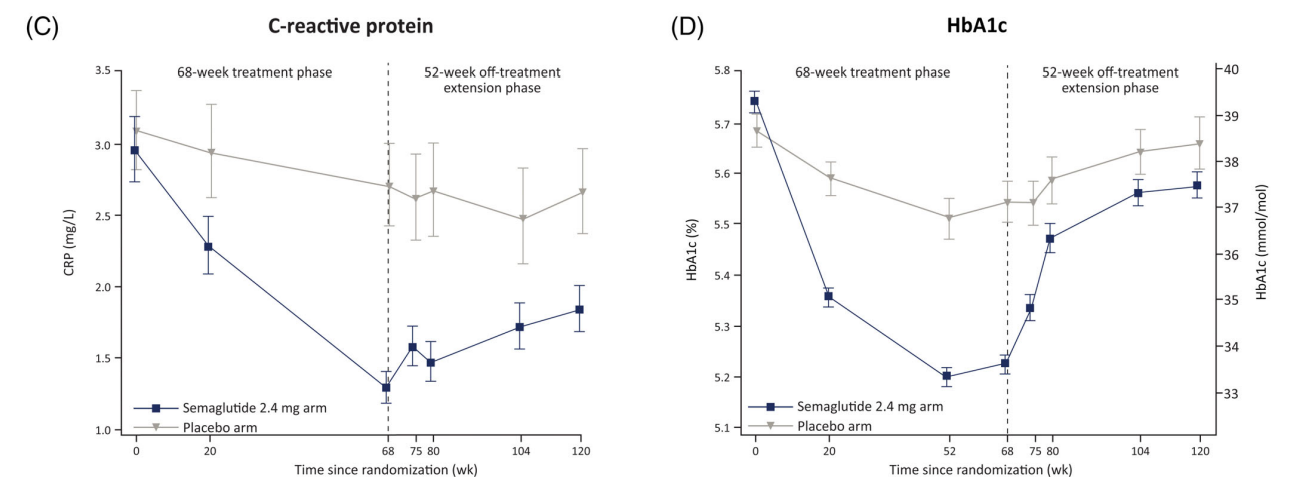 (C)
C-reactive protein
68-week treatment phase
52-week off-treatment
extension phase
CRP (mg/L)
3.5
3.0
2.5
2.0
1.5
1.0
Semaglutide 2.4 mg arm
Placebo arm
0 20 68 75 80 104 120
Time since randomization (wk)
(D)
HbA1c
68-week treatment phase
52-week off-treatment
extension phase
HbA1c (%)
5.8
5.7
5.6
5.5
5.4
5.3
5.2
5.1
40
39
38
37
36
35
34
33
HbA1c (mmol/mol)
Semaglutide 2.4 mg arm
Placebo arm
0 20 52 68 75 80 104 120
Time since randomization (wk)